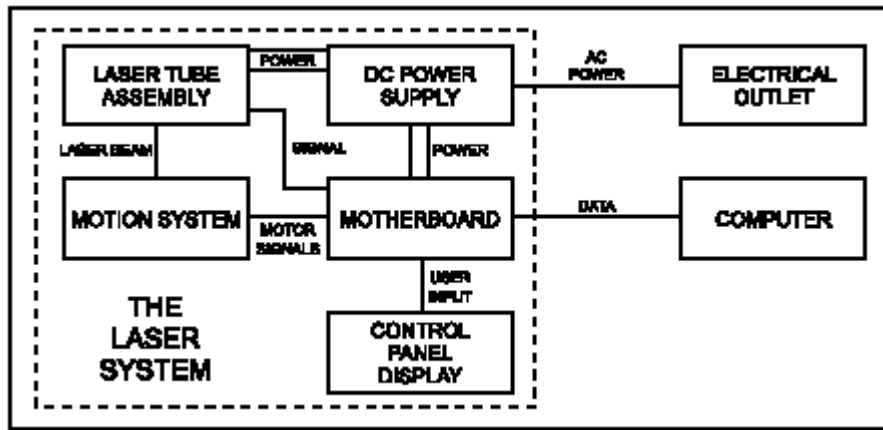 LASER TUBE
ASSEMBLY
POWER
DC POWER
SUPPLY
AC
POWER
ELECTRICAL
OUTLET
LASER BEAM
SIGNAL
POWER
MOTION SYSTEM
MOTOR
SIGNALS
MOTHERBOARD
DATA
COMPUTER
USER
INPUT
THE
LASER
SYSTEM
CONTROL
PANEL
DISPLAY